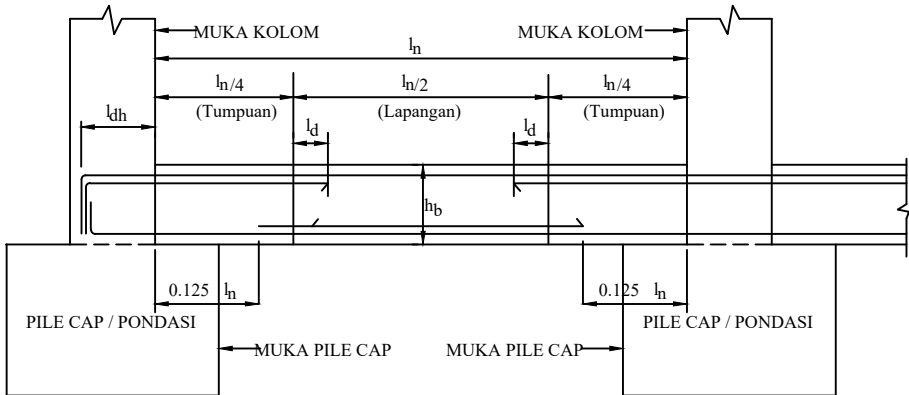 MUKA KOLOM MUKA KOLOM
ln
ln/4 ln/2 ln/4
(Tumpuan) (Lapangan) (Tumpuan)
ldh
ld ld
hb
0.125 ln 0.125 ln
PILE CAP / PONDASI PILE CAP / PONDASI
MUKA PILE CAP MUKA PILE CAP